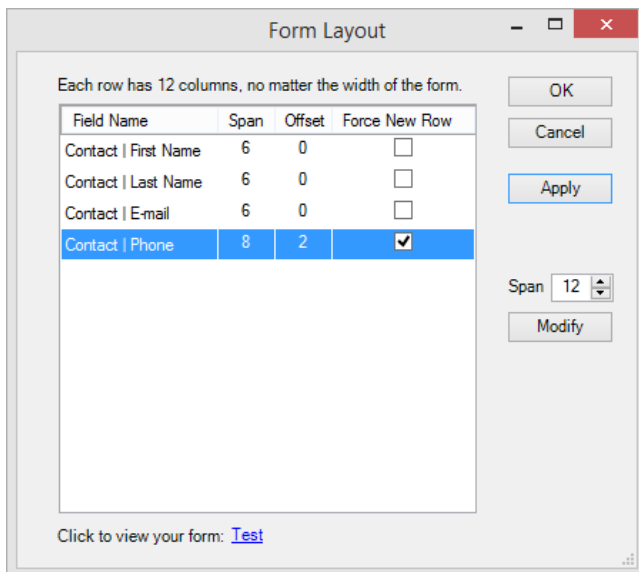 Form Layout
Each row has 12 columns, no matter the width of the form.
OK
Field Name Span Offset Force New Row
Cancel
Contact | First Name 6 0
Contact | Last Name 6 0
Apply
Contact | E-mail 6 0
Contact | Phone 8 2
Span 12
Modify
Click to view your form: Test